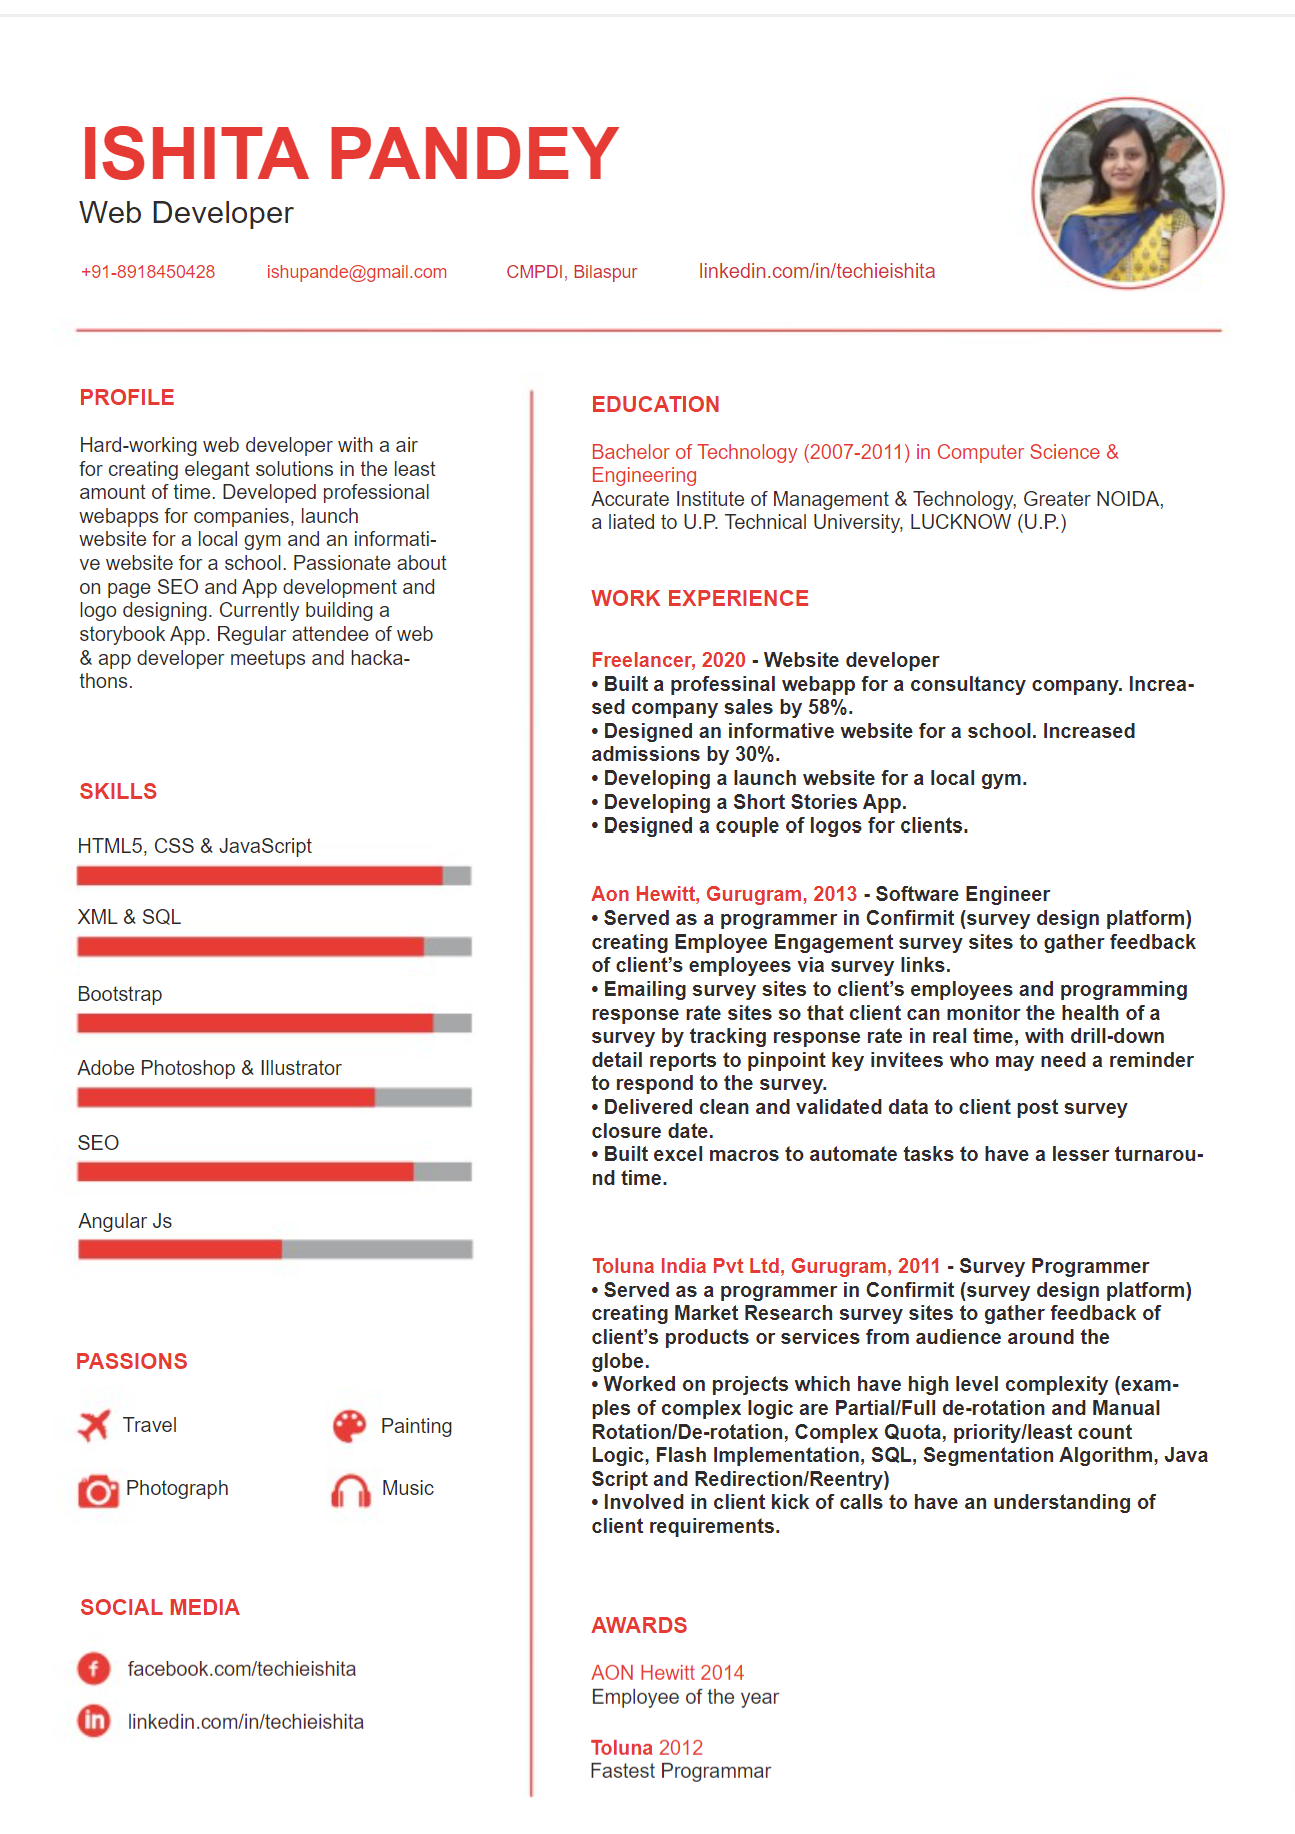 ISHITA PANDEY
Web Developer
+91-8918450428 ishupande@gmail.com CMPDI, Bilaspur linkedin.com/in/techieishita
PROFILE
Hard-working web developer with a air
for creating elegant solutions in the least
amount of time. Developed professional
webapps for companies, launch
website for a local gym and an informati-
ve website for a school. Passionate about
on page SEO and App development and
logo designing. Currently building a
storybook App. Regular attendee of web
& app developer meetups and hacka-
thons.
SKILLS
HTML5, CSS & JavaScript
XML & SQL
Bootstrap
Adobe Photoshop & Illustrator
SEO
Angular Js
PASSIONS
Travel
Painting
Photograph
Music
SOCIAL MEDIA
facebook.com/techieishita
linkedin.com/in/techieishita
EDUCATION
Bachelor of Technology (2007-2011) in Computer Science &
Engineering
Accurate Institute of Management & Technology, Greater NOIDA,
a liated to U.P. Technical University, LUCKNOW (U.P.)
WORK EXPERIENCE
Freelancer, 2020 - Website developer
• Built a professinal webapp for a consultancy company. Increa-
sed company sales by 58%.
• Designed an informative website for a school. Increased
admissions by 30%.
• Developing a launch website for a local gym.
• Developing a Short Stories App.
• Designed a couple of logos for clients.
Aon Hewitt, Gurugram, 2013 - Software Engineer
• Served as a programmer in Confirmit (survey design platform)
creating Employee Engagement survey sites to gather feedback
of client’s employees via survey links.
• Emailing survey sites to client’s employees and programming
response rate sites so that client can monitor the health of a
survey by tracking response rate in real time, with drill-down
detail reports to pinpoint key invitees who may need a reminder
to respond to the survey.
• Delivered clean and validated data to client post survey
closure date.
• Built excel macros to automate tasks to have a lesser turnarou-
nd time.
Toluna India Pvt Ltd, Gurugram, 2011 - Survey Programmer
• Served as a programmer in Confirmit (survey design platform)
creating Market Research survey sites to gather feedback of
client’s products or services from audience around the
globe.
• Worked on projects which have high level complexity (exam-
ples of complex logic are Partial/Full de-rotation and Manual
Rotation/De-rotation, Complex Quota, priority/least count
Logic, Flash Implementation, SQL, Segmentation Algorithm, Java
Script and Redirection/Reentry)
• Involved in client kick of calls to have an understanding of
client requirements.
AWARDS
AON Hewitt 2014
Employee of the year
Toluna 2012
Fastest Programmar